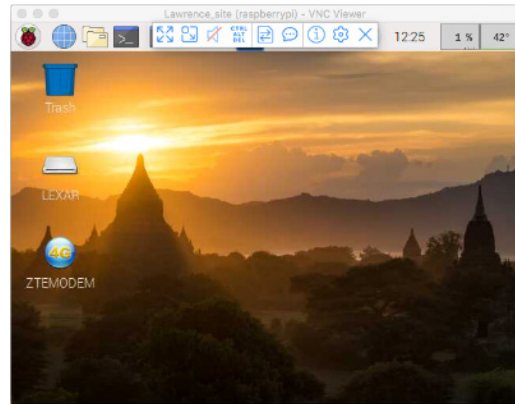 Lawrence_site (raspberrypi) - VNC Viewer
CTRL
ALT
DEL
12:25
1 %
42°
Trash
LEXAR
4G
ZTEMODEM